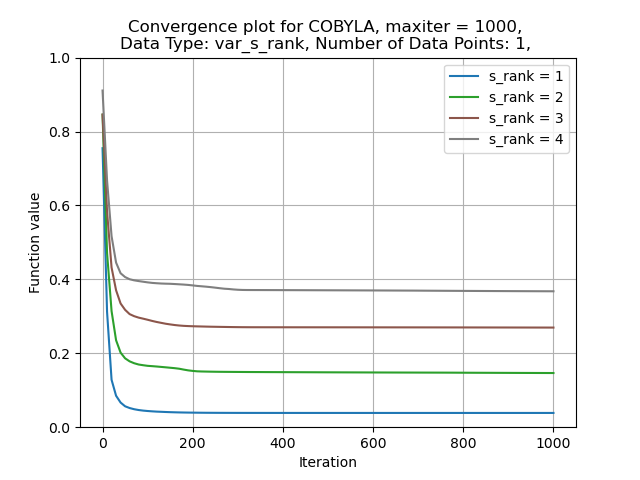 Convergence plot for COBYLA, maxiter = 1000,
Data Type: var_s_rank, Number of Data Points: 1,
s_rank = 1
s_rank = 2
s_rank = 3
s_rank = 4
Function value
1.0
0.8
0.6
0.4
0.2
0.0
0 200 400 600 800 1000
Iteration